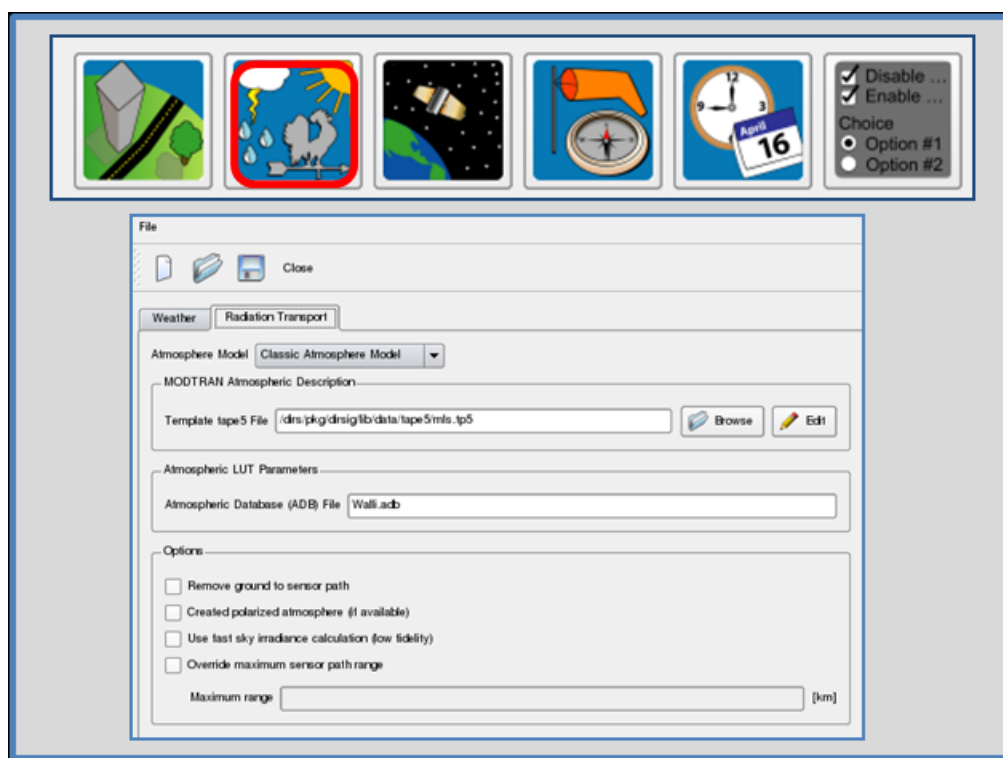 12
9
3
April
16
Disable ...
Enable ...
Choice
Option #1
Option #2
File
Close
Weather
Radiation Transport
Atmosphere Model Classic Atmosphere Model
MODTRAN Atmospheric Description
Template tape5 File /dirs/pkg/dirsig/lib/data/tape5/mls.tp5 Browse Edit
Atmospheric LUT Parameters
Atmospheric Database (ADB) File Walli.adb
Options
Remove ground to sensor path
Created polarized atmosphere (if available)
Use fast sky irradiance calculation (low fidelity)
Override maximum sensor path range
Maximum range [km]